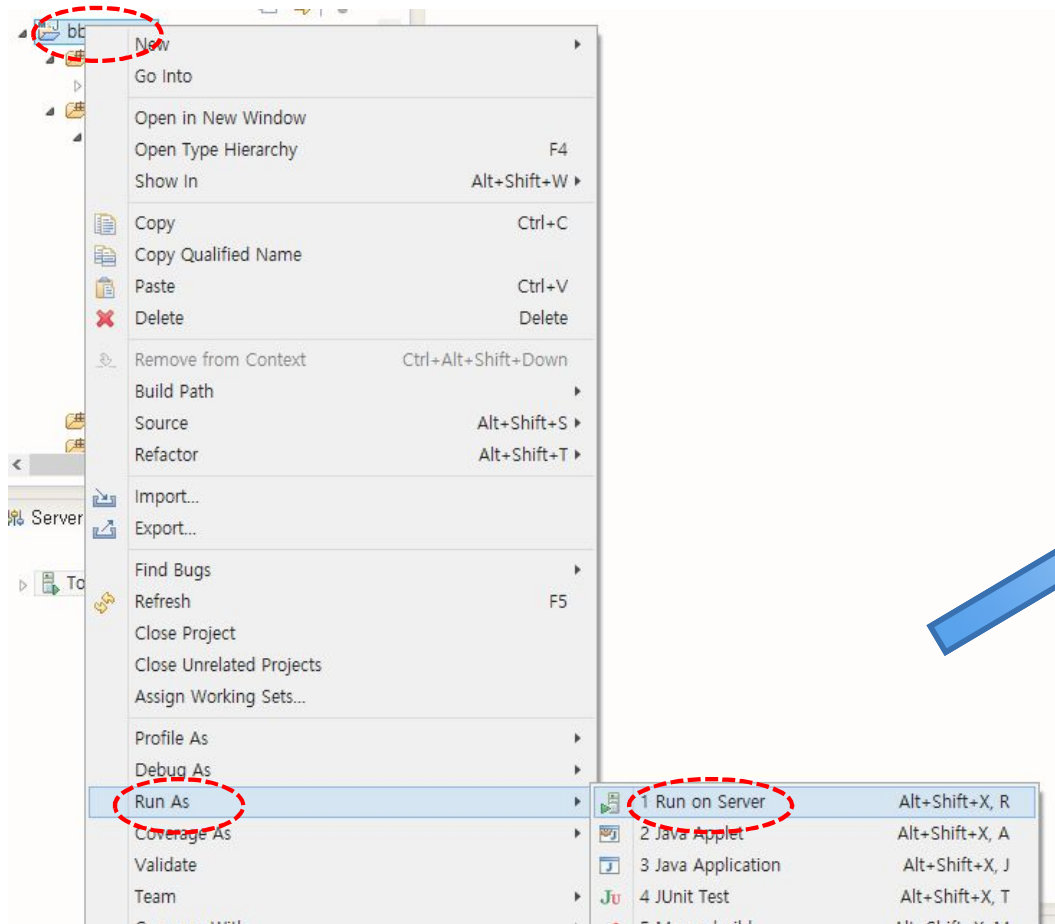 New
Go Into
Open in New Window
Open Type Hierarchy F4
Show In Alt+Shift+W
Copy Ctrl+C
Copy Qualified Name
Paste Ctrl+V
Delete Delete
Remove from Context Ctrl+Alt+Shift+Down
Build Path
Source Alt+Shift+S
Refactor Alt+Shift+T
Import...
Server
Export...
Find Bugs
Refresh F5
Close Project
Close Unrelated Projects
Assign Working Sets...
Profile As
Debug As
Run As 1 Run on Server Alt+Shift+X, R
Coverage As 2 Java Applet Alt+Shift+X, A
Validate 3 Java Application Alt+Shift+X, J
Team 4 JUnit Test Alt+Shift+X, T